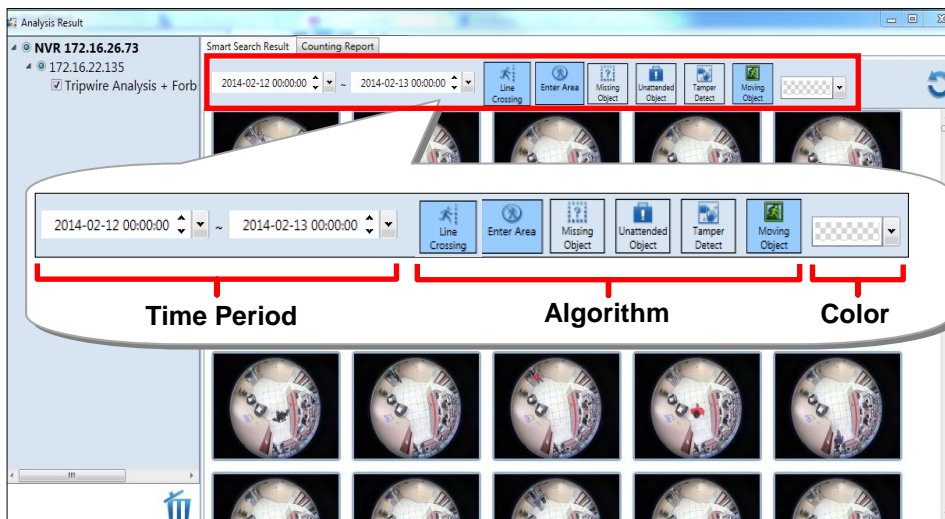 Analysis Result
NVR 172.16.26.73
172.16.22.135
Tripwire Analysis + Forb
Smart Search Result Counting Report
2014-02-12 00:00:00 ~ 2014-02-13 00:00:00
Line Crossing
Enter Area
Missing Object
Unattended Object
Tamper Detect
Moving Object
2014-02-12 00:00:00 ~ 2014-02-13 00:00:00
Line Crossing
Enter Area
Missing Object
Unattended Object
Tamper Detect
Moving Object
Time Period
Algorithm
Color